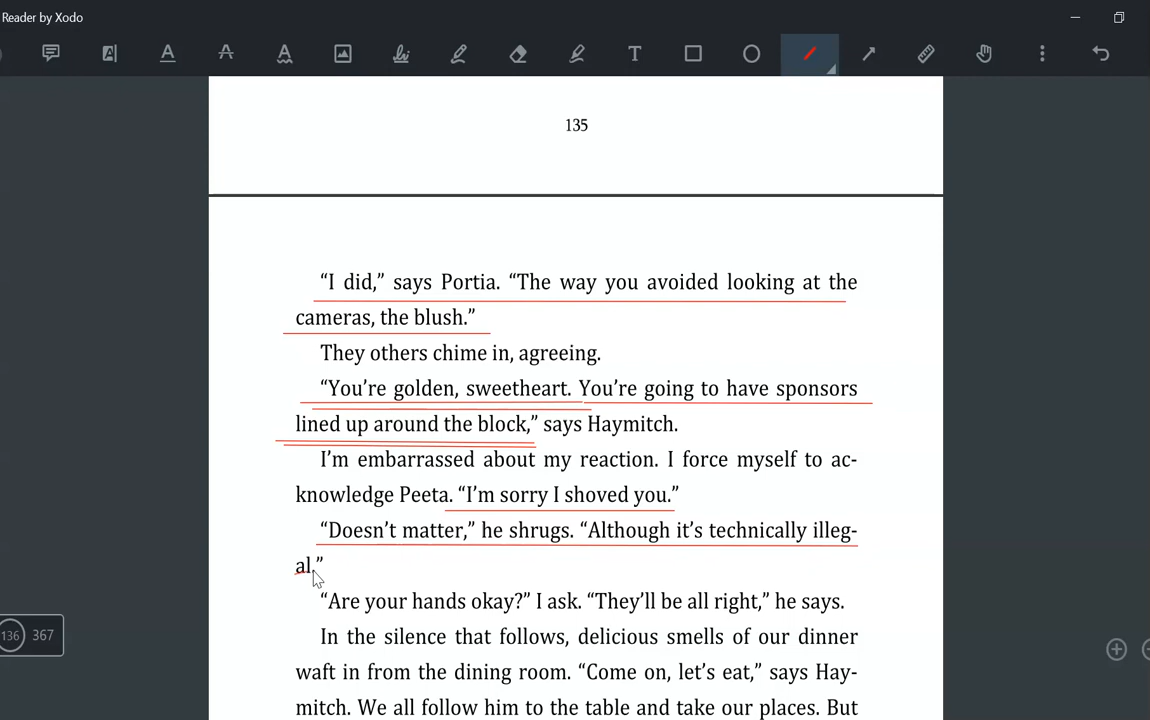 Reader by Xodo
135
“I did,” says Portia. “The way you avoided looking at the
cameras, the blush.”
They others chime in, agreeing.
“You’re golden, sweetheart. You’re going to have sponsors
lined up around the block,” says Haymitch.
I’m embarrassed about my reaction. I force myself to ac-
knowledge Peeta. “I’m sorry I shoved you.”
“Doesn’t matter,” he shrugs. “Although it’s technically illeg-
al.”
“Are your hands okay?” I ask. “They’ll be all right,” he says.
In the silence that follows, delicious smells of our dinner
waft in from the dining room. “Come on, let’s eat,” says Hay-
mitch. We all follow him to the table and take our places. But
136 367